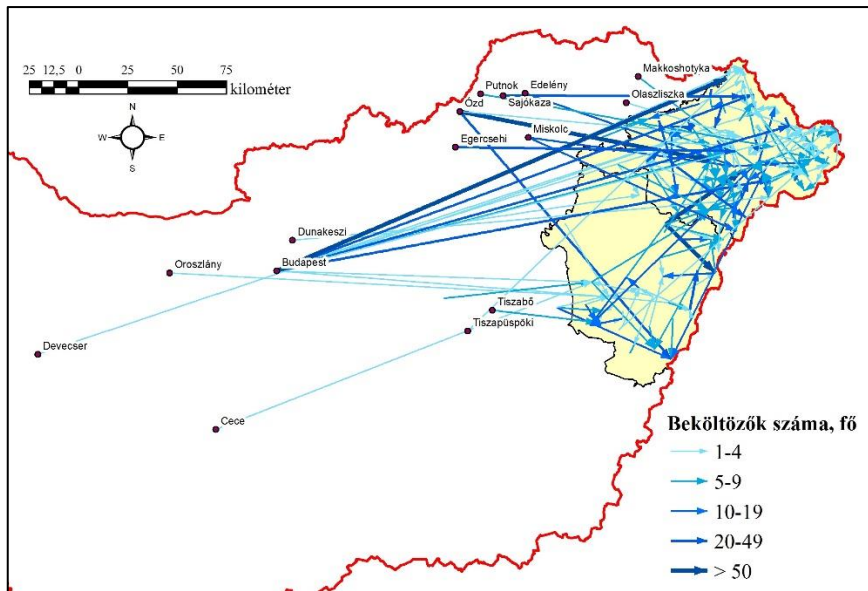 25 12,5 0 25 50 75
kilométer
N
W E
S
Makkoshotyka
Putnok Edelény
Sajókaza
Olaszliszka
Ózd
Miskolc
Egercsehi
Dunakeszi
Budapest
Oroszlány
Tiszabő
Tiszapüspöki
Devecser
Cece
Beköltözők száma, fő
1-4
5-9
10-19
20-49
> 50